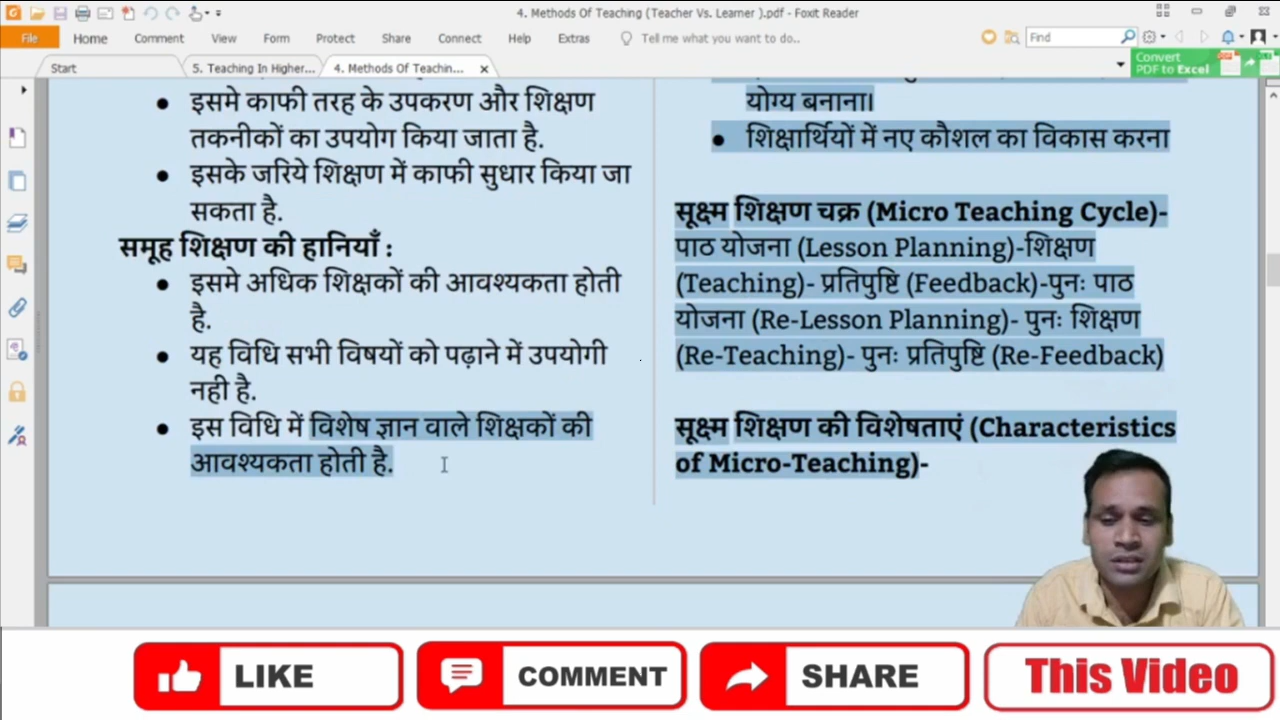 4. Methods Of Teaching (Teacher Vs. Learner ).pdf - Foxit Reader
File Home Comment View Form Protect Share Connect Help Extras Tell me what you want to do.. Find
Start 5. Teaching In Higher... 4. Methods Of Teachin...
Convert
PDF to Excel
इसमे काफी तरह के उपकरण और शिक्षण
तकनीकों का उपयोग किया जाता है.
इसके जरिये शिक्षण में काफी सुधार किया जा
सकता है.
समूह शिक्षण की हानियाँ :
इसमे अधिक शिक्षकों की आवश्यकता होती
है.
यह विधि सभी विषयों को पढ़ाने में उपयोगी
नही है.
इस विधि में विशेष ज्ञान वाले शिक्षकों की
आवश्यकता होती है.
योग्य बनाना।
शिक्षार्थियों में नए कौशल का विकास करना
सूक्ष्म शिक्षण चक्र (Micro Teaching Cycle)-
पाठ योजना (Lesson Planning)-शिक्षण
(Teaching)- प्रतिपुष्टि (Feedback)-पुनः पाठ
योजना (Re-Lesson Planning)- पुनः शिक्षण
(Re-Teaching)- पुनः प्रतिपुष्टि (Re-Feedback)
सूक्ष्म शिक्षण की विशेषताएं (Characteristics
of Micro-Teaching)-
LIKE COMMENT SHARE This Video